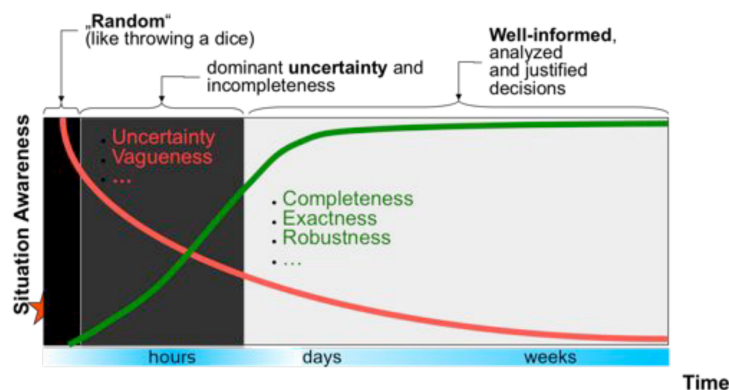 „Random“
(like throwing a dice)
dominant uncertainty and
incompleteness
Well-informed,
analyzed
and justified
decisions
Situation Awareness
• Uncertainty
• Vagueness
• ...
• Completeness
• Exactness
• Robustness
• ...
hours
days
weeks
Time